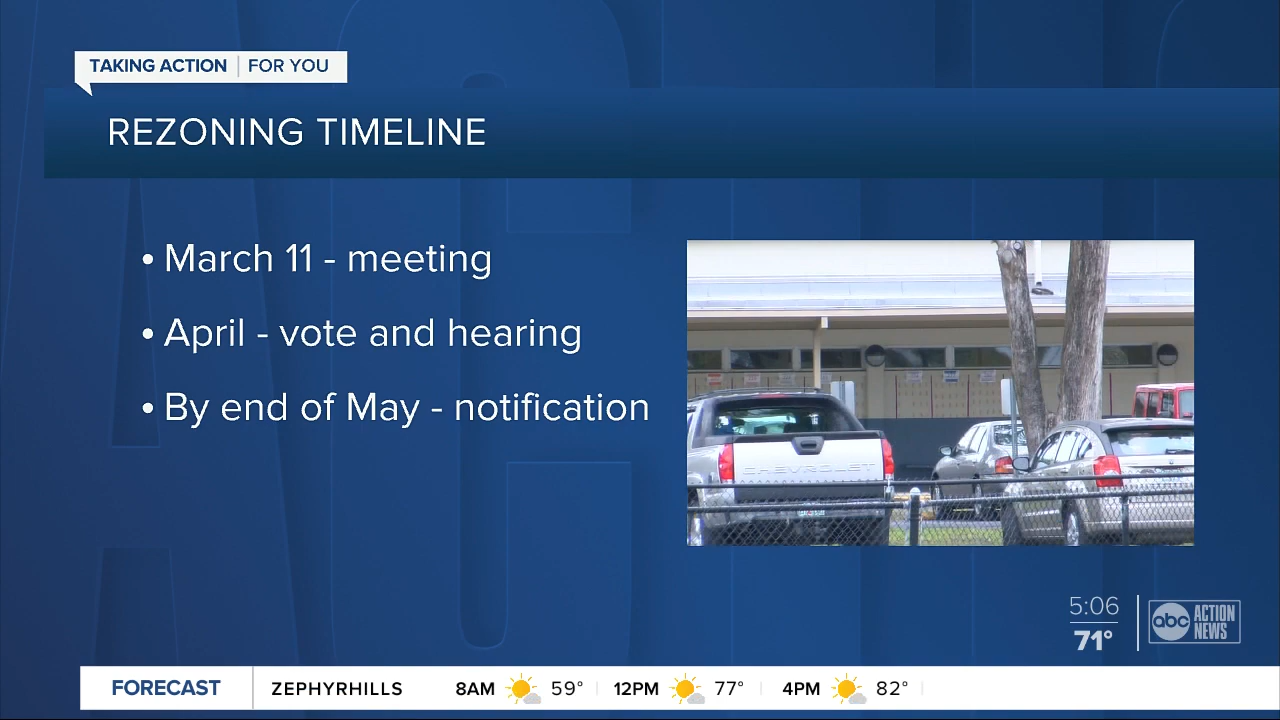 TAKING ACTION | FOR YOU
REZONING TIMELINE
• March 11 - meeting
• April - vote and hearing
• By end of May - notification
CHEVROLET
5:06
71°
abc ACTION NEWS
FORECAST ZEPHYRHILLS 8AM 59° 12PM 77° 4PM 82°